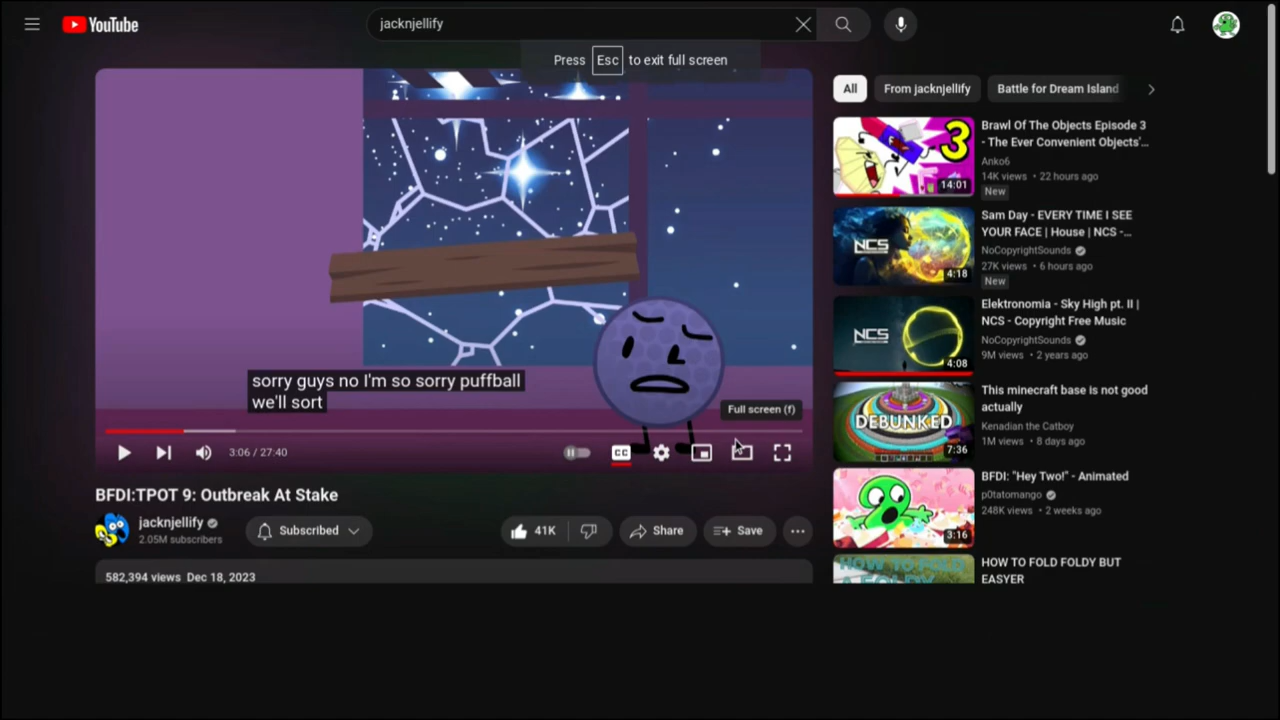 YouTube
jacknjellify
Press Esc to exit full screen
sorry guys no I'm so sorry puffball
we'll sort
Full screen (f)
3:06 / 27:40
CC
BFDI:TPOT 9: Outbreak At Stake
jacknjellify
2.05M subscribers
Subscribed
41K
Share
Save
582,394 views Dec 18, 2023
All
From jacknjellify
Battle for Dream Island
3
14:01
Brawl Of The Objects Episode 3
- The Ever Convenient Objects'...
Anko6
14K views • 22 hours ago
New
NCS
4:18
Sam Day - EVERY TIME I SEE
YOUR FACE | House | NCS -...
NoCopyrightSounds
27K views • 6 hours ago
New
NCS
4:08
Elektronomia - Sky High pt. II |
NCS - Copyright Free Music
NoCopyrightSounds
9M views • 2 years ago
DEBUNKED
7:36
This minecraft base is not good
actually
Kenadian the Catboy
1M views • 8 days ago
3:16
BFDI: "Hey Two!" - Animated
p0tatomango
248K views • 2 weeks ago
HOW TO FOLD
HOW TO FOLD FOLDY BUT
EASYER